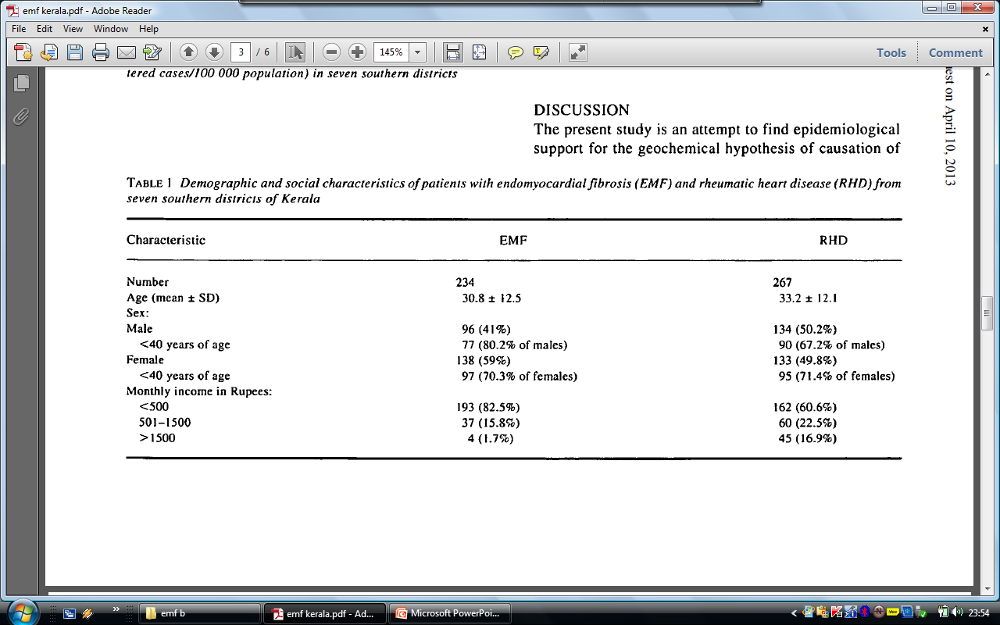 emf kerala.pdf - Adobe Reader
File Edit View Window Help
3 / 6 145% Tools Comment
tered cases/100 000 population) in seven southern districts
DISCUSSION
The present study is an attempt to find epidemiological
support for the geochemical hypothesis of causation of
est on April 10, 2013
TABLE 1 Demographic and social characteristics of patients with endomyocardial fibrosis (EMF) and rheumatic heart disease (RHD) from
seven southern districts of Kerala
Characteristic EMF RHD
Number 234 267
Age (mean ± SD) 30.8 ± 12.5 33.2 ± 12.1
Sex:
Male 96 (41%) 134 (50.2%)
<40 years of age 77 (80.2% of males) 90 (67.2% of males)
Female 138 (59%) 133 (49.8%)
<40 years of age 97 (70.3% of females) 95 (71.4% of females)
Monthly income in Rupees:
<500 193 (82.5%) 162 (60.6%)
501–1500 37 (15.8%) 60 (22.5%)
>1500 4 (1.7%) 45 (16.9%)
emf b emf kerala.pdf - Ad... Microsoft PowerPoi... 23:54